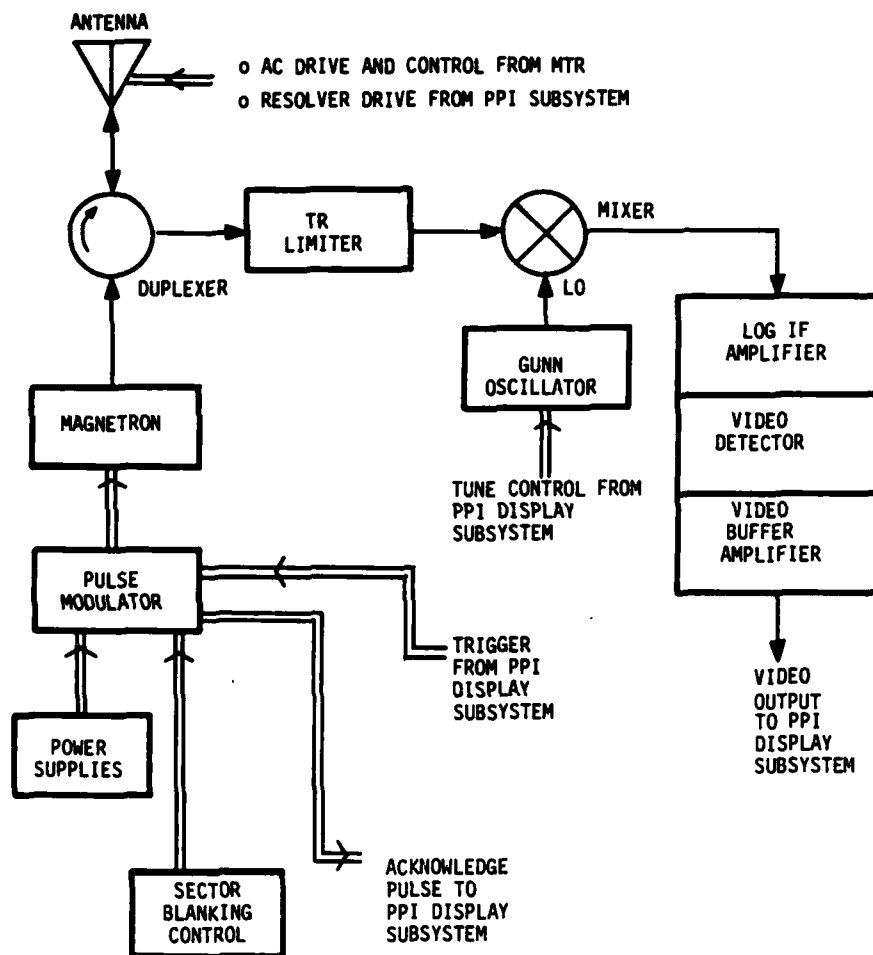 ANTENNA
o AC DRIVE AND CONTROL FROM MTR
o RESOLVER DRIVE FROM PPI SUBSYSTEM
TR
LIMITER
MIXER
DUPLEXER
LO
LOG IF
AMPLIFIER
GUNN
OSCILLATOR
MAGNETRON
VIDEO
DETECTOR
TUNE CONTROL FROM
PPI DISPLAY
SUBSYSTEM
VIDEO
BUFFER
AMPLIFIER
PULSE
MODULATOR
TRIGGER
FROM PPI
DISPLAY
SUBSYSTEM
VIDEO
OUTPUT
TO PPI
DISPLAY
SUBSYSTEM
POWER
SUPPLIES
ACKNOWLEDGE
PULSE TO
PPI DISPLAY
SUBSYSTEM
SECTOR
BLANKING
CONTROL